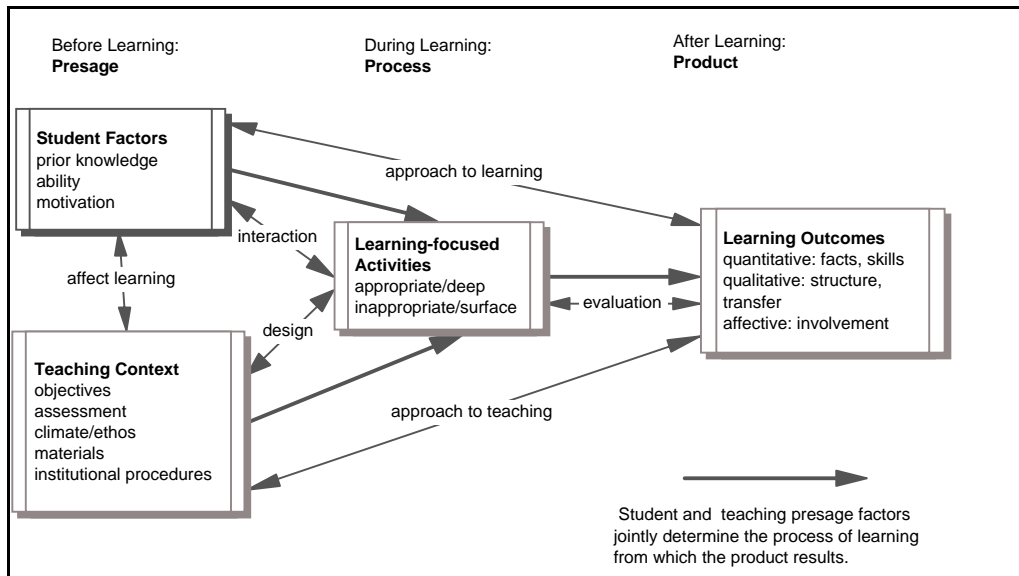 Before Learning:
Presage
During Learning:
Process
After Learning:
Product
Student Factors
prior knowledge
ability
motivation
approach to learning
interaction
affect learning
Learning-focused
Activities
appropriate/deep
inappropriate/surface
Learning Outcomes
quantitative: facts, skills
qualitative: structure,
transfer
affective: involvement
evaluation
design
Teaching Context
objectives
assessment
climate/ethos
materials
institutional procedures
approach to teaching
Student and teaching presage factors
jointly determine the process of learning
from which the product results.